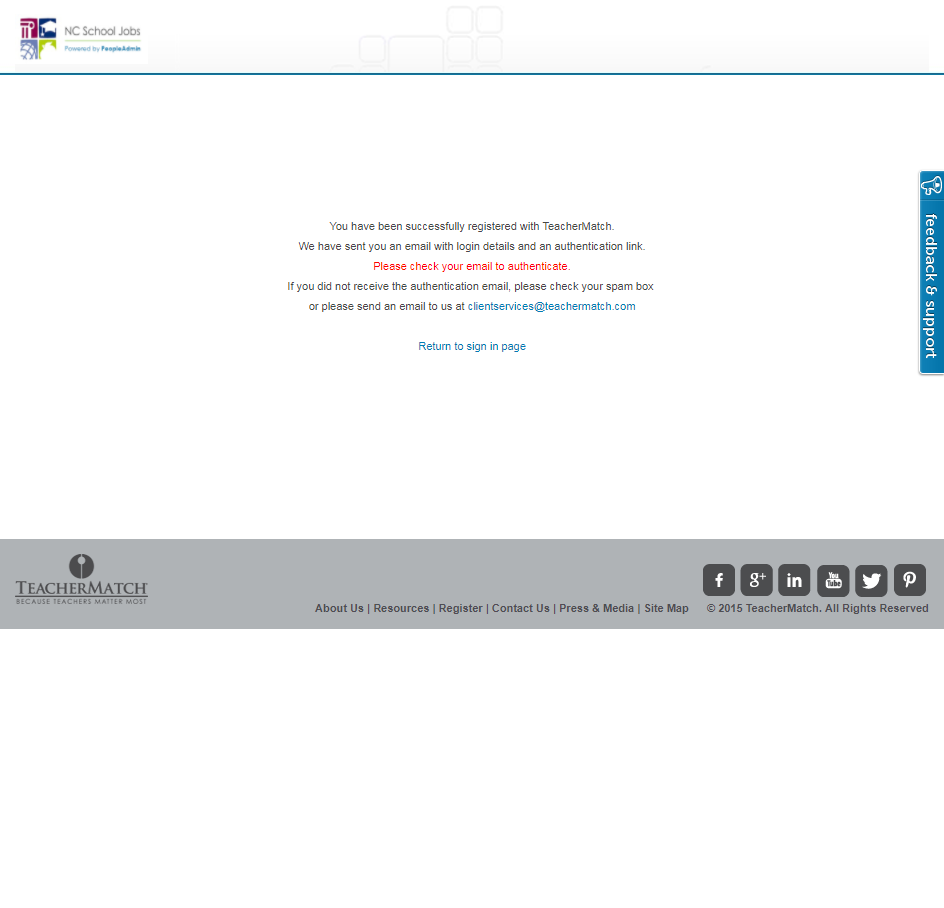 NC School Jobs
Powered by PeopleAdmin
feedback & support
You have been successfully registered with TeacherMatch.
We have sent you an email with login details and an authentication link.
Please check your email to authenticate.
If you did not receive the authentication email, please check your spam box
or please send an email to us at clientservices@teachermatch.com
Return to sign in page
TEACHERMATCH
BECAUSE TEACHERS MATTER MOST
f g+ in You Tube
About Us | Resources | Register | Contact Us | Press & Media | Site Map © 2015 TeacherMatch. All Rights Reserved